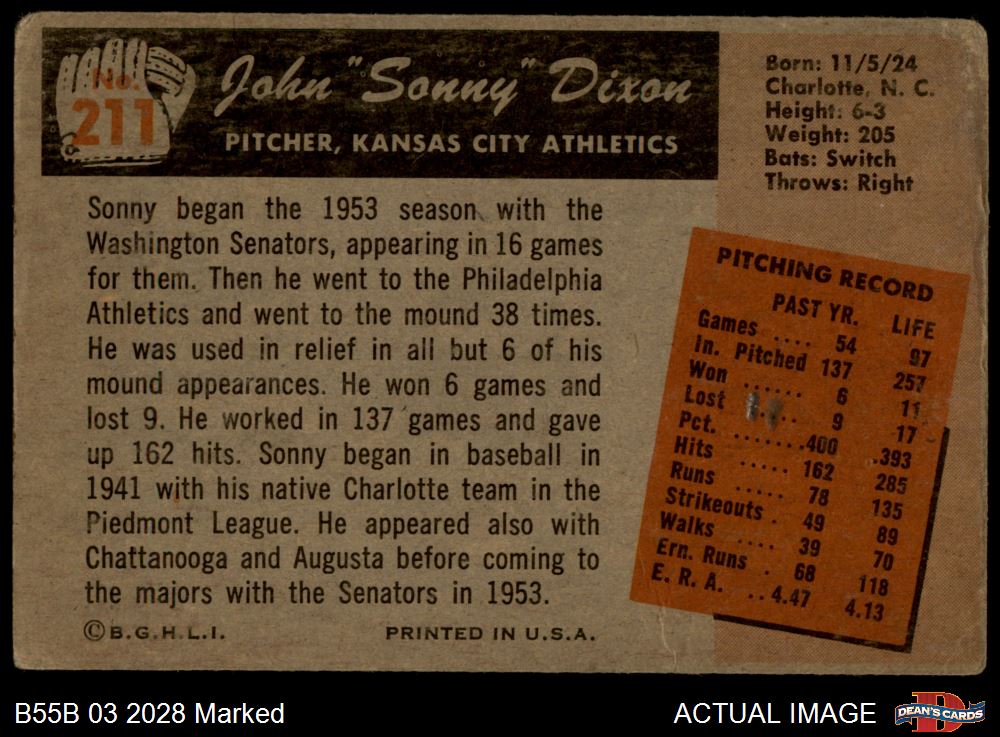 No.
211
John "Sonny" Dixon
PITCHER, KANSAS CITY ATHLETICS
Born: 11/5/24
Charlotte, N. C.
Height: 6-3
Weight: 205
Bats: Switch
Throws: Right
Sonny began the 1953 season with the
Washington Senators, appearing in 16 games
for them. Then he went to the Philadelphia
Athletics and went to the mound 38 times.
He was used in relief in all but 6 of his
mound appearances. He won 6 games and
lost 9. He worked in 137 games and gave
up 162 hits. Sonny began in baseball in
1941 with his native Charlotte team in the
Piedmont League. He appeared also with
Chattanooga and Augusta before coming to
the majors with the Senators in 1953.
©B.G.H.L.I. PRINTED IN U.S.A.
PITCHING RECORD
PAST YR. LIFE
Games .... 54 97
In. Pitched 137 257
Won ...... 6 11
Lost .... 9 17
Pct. .......400 .393
Hits ..... 162 285
Runs ..... 78 135
Strikeouts . 49 89
Walks .... 39 70
Ern. Runs . 68 118
E. R. A. ..4.47 4.13
B55B 03 2028 Marked
ACTUAL IMAGE
D
DEAN'S CARDS